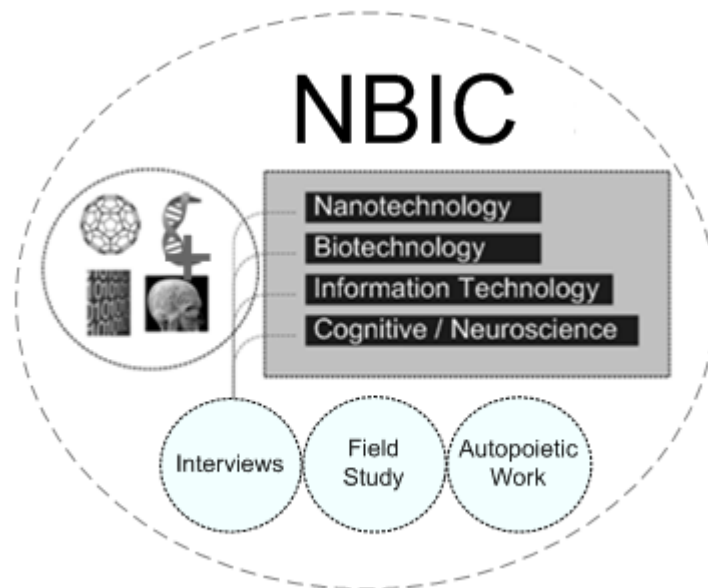 NBIC
Nanotechnology
Biotechnology
Information Technology
Cognitive / Neuroscience
Interviews
Field
Study
Autopoietic
Work